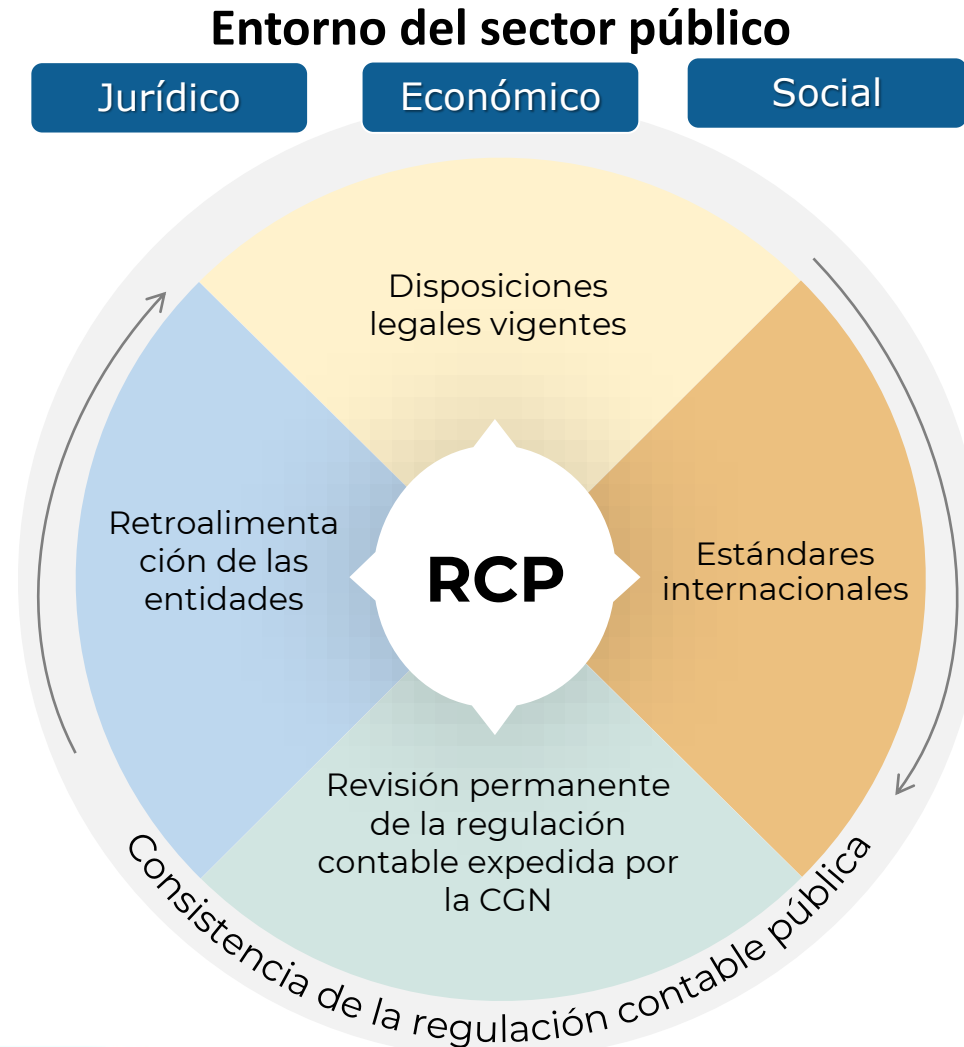 Entorno del sector público
Jurídico
Económico
Social
Disposiciones
legales vigentes
Retroalimenta
ción de las
entidades
RCP
Estándares
internacionales
Revisión permanente
de la regulación
contable expedida por
la CGN
Consistencia de la regulación contable pública